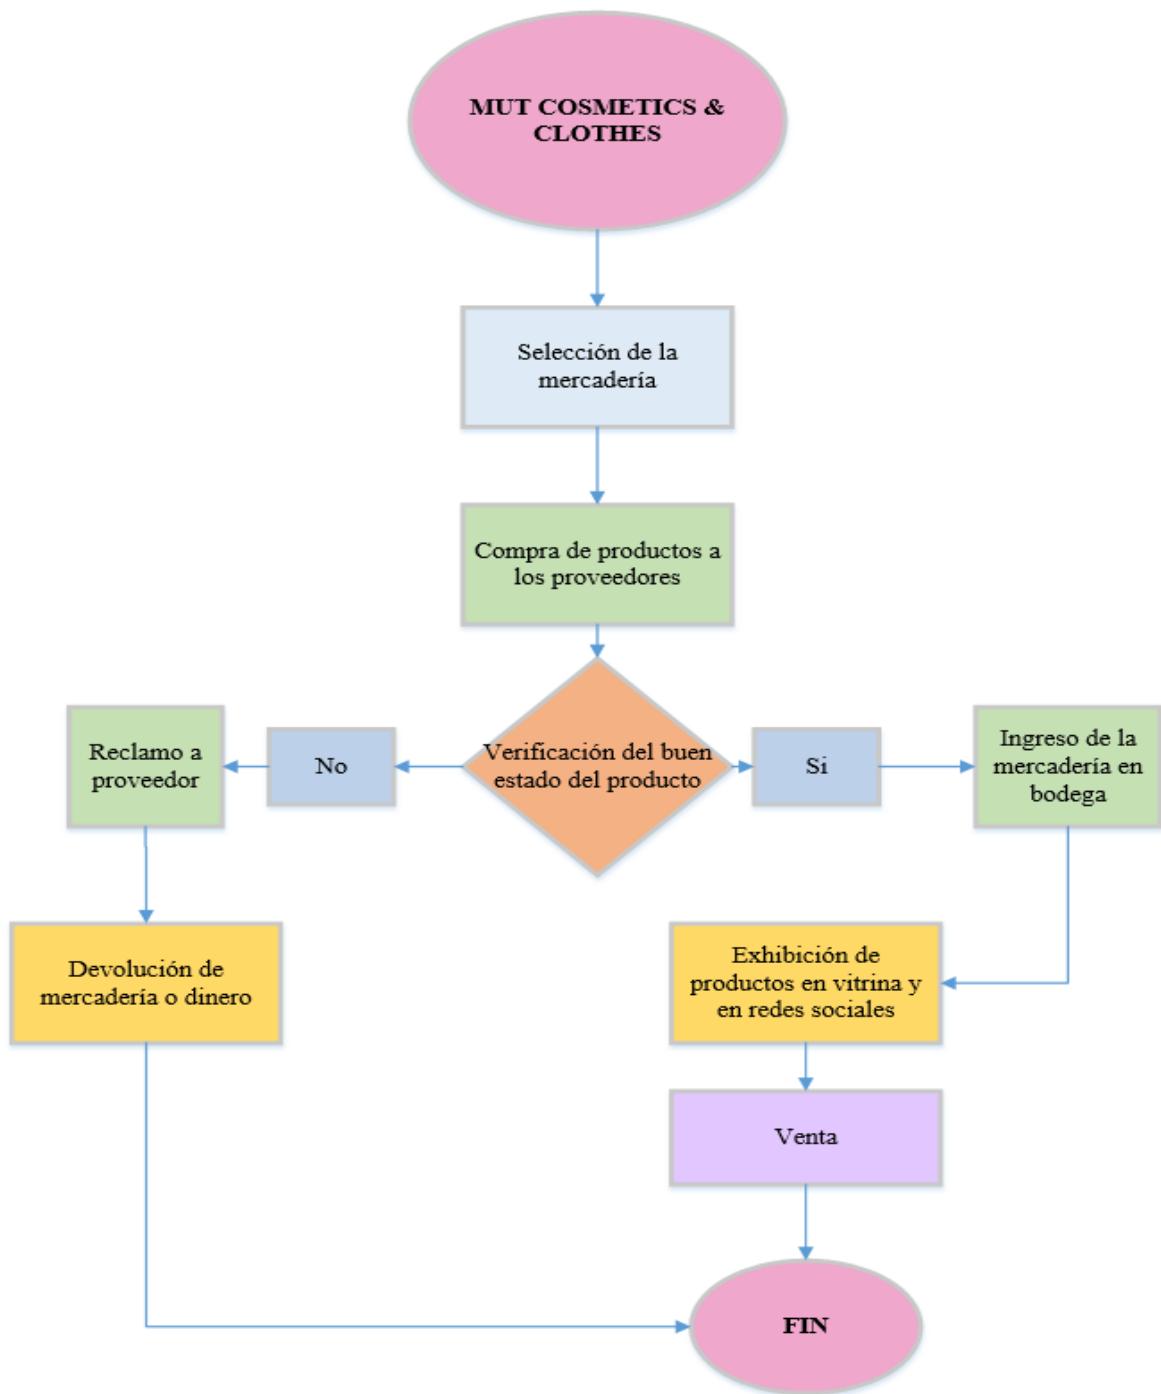 MUT COSMETICS &
CLOTHES
Selección de la
mercadería
Compra de productos a
los proveedores
Verificación del buen
estado del producto
No
Reclamo a
proveedor
Devolución de
mercadería o dinero
Si
Ingreso de la
mercadería en
bodega
Exhibición de
productos en vitrina y
en redes sociales
Venta
FIN